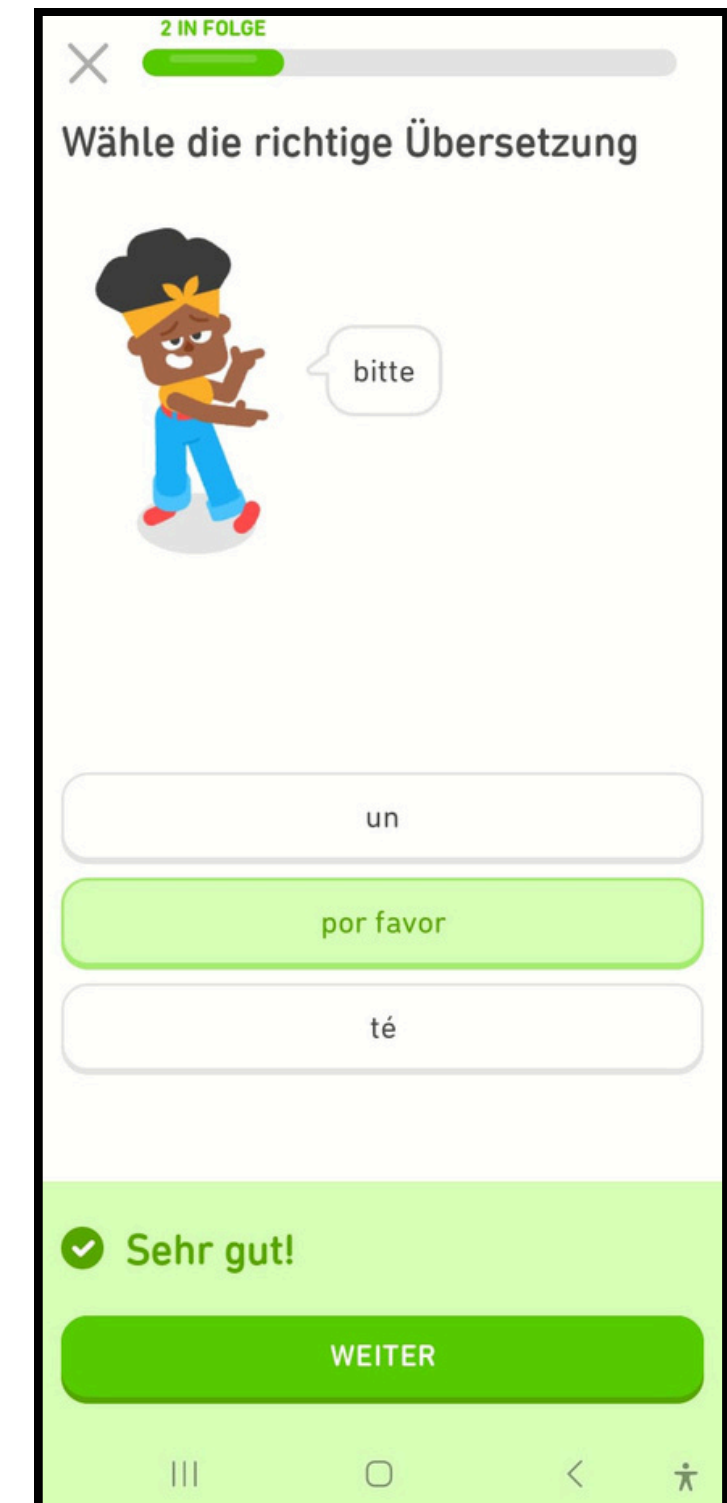 2 IN FOLGE
Wähle die richtige Übersetzung
bitte
un
por favor
té
Sehr gut!
WEITER